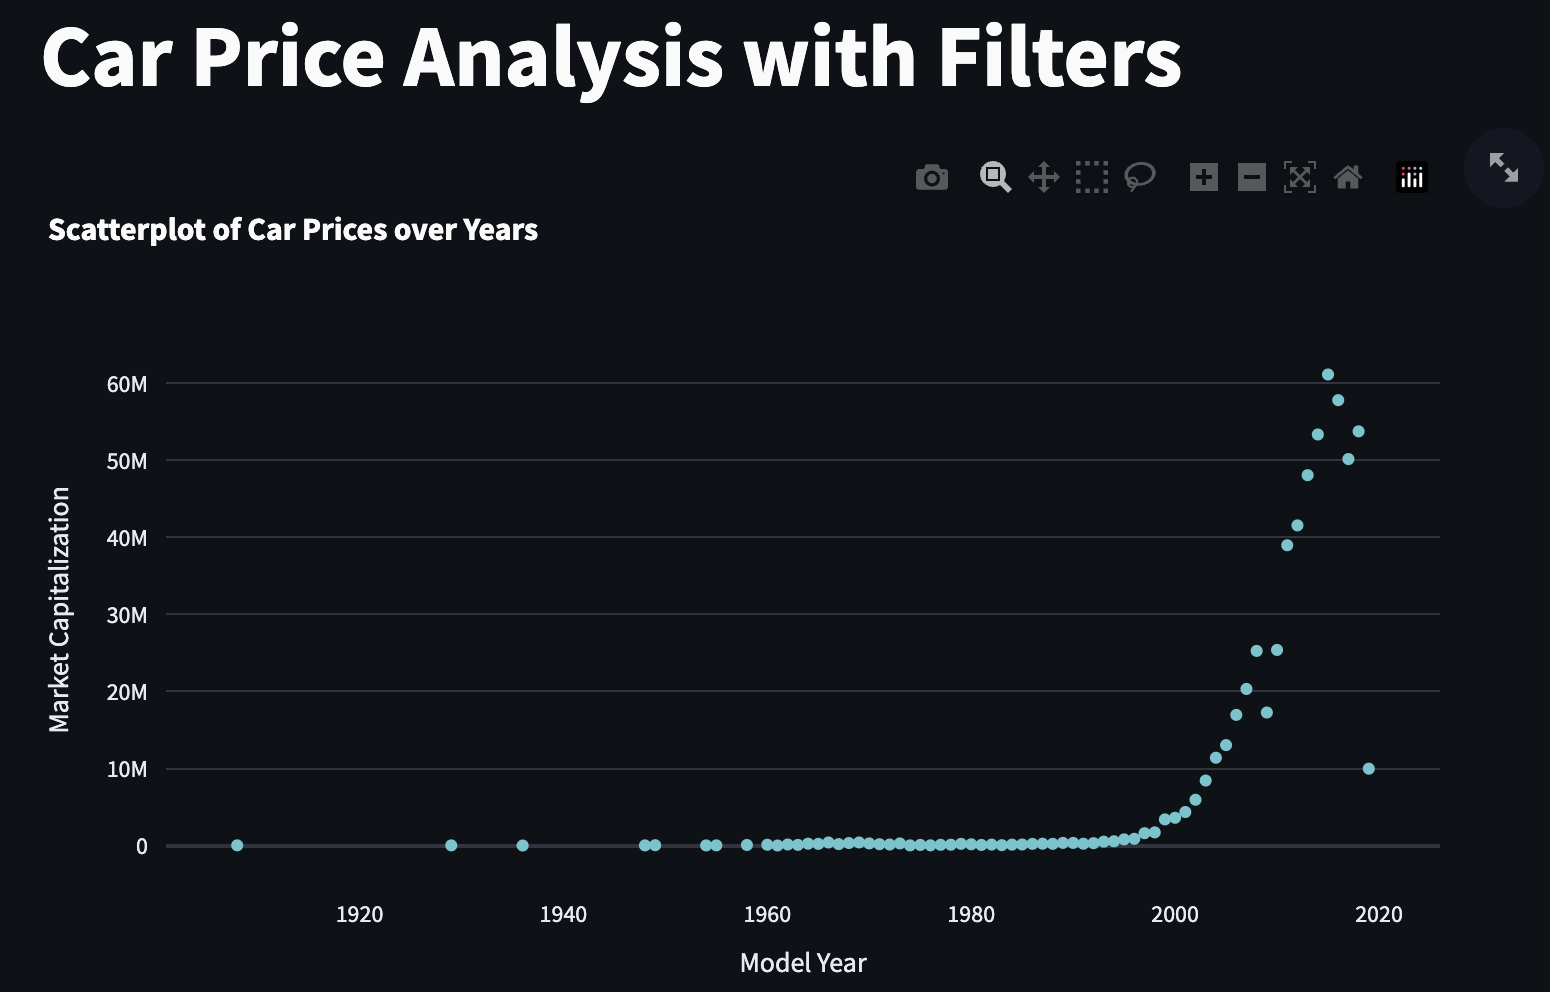 Car Price Analysis with Filters
Scatterplot of Car Prices over Years
60M
50M
40M
30M
20M
10M
0
Market Capitalization
1920 1940 1960 1980 2000 2020
Model Year